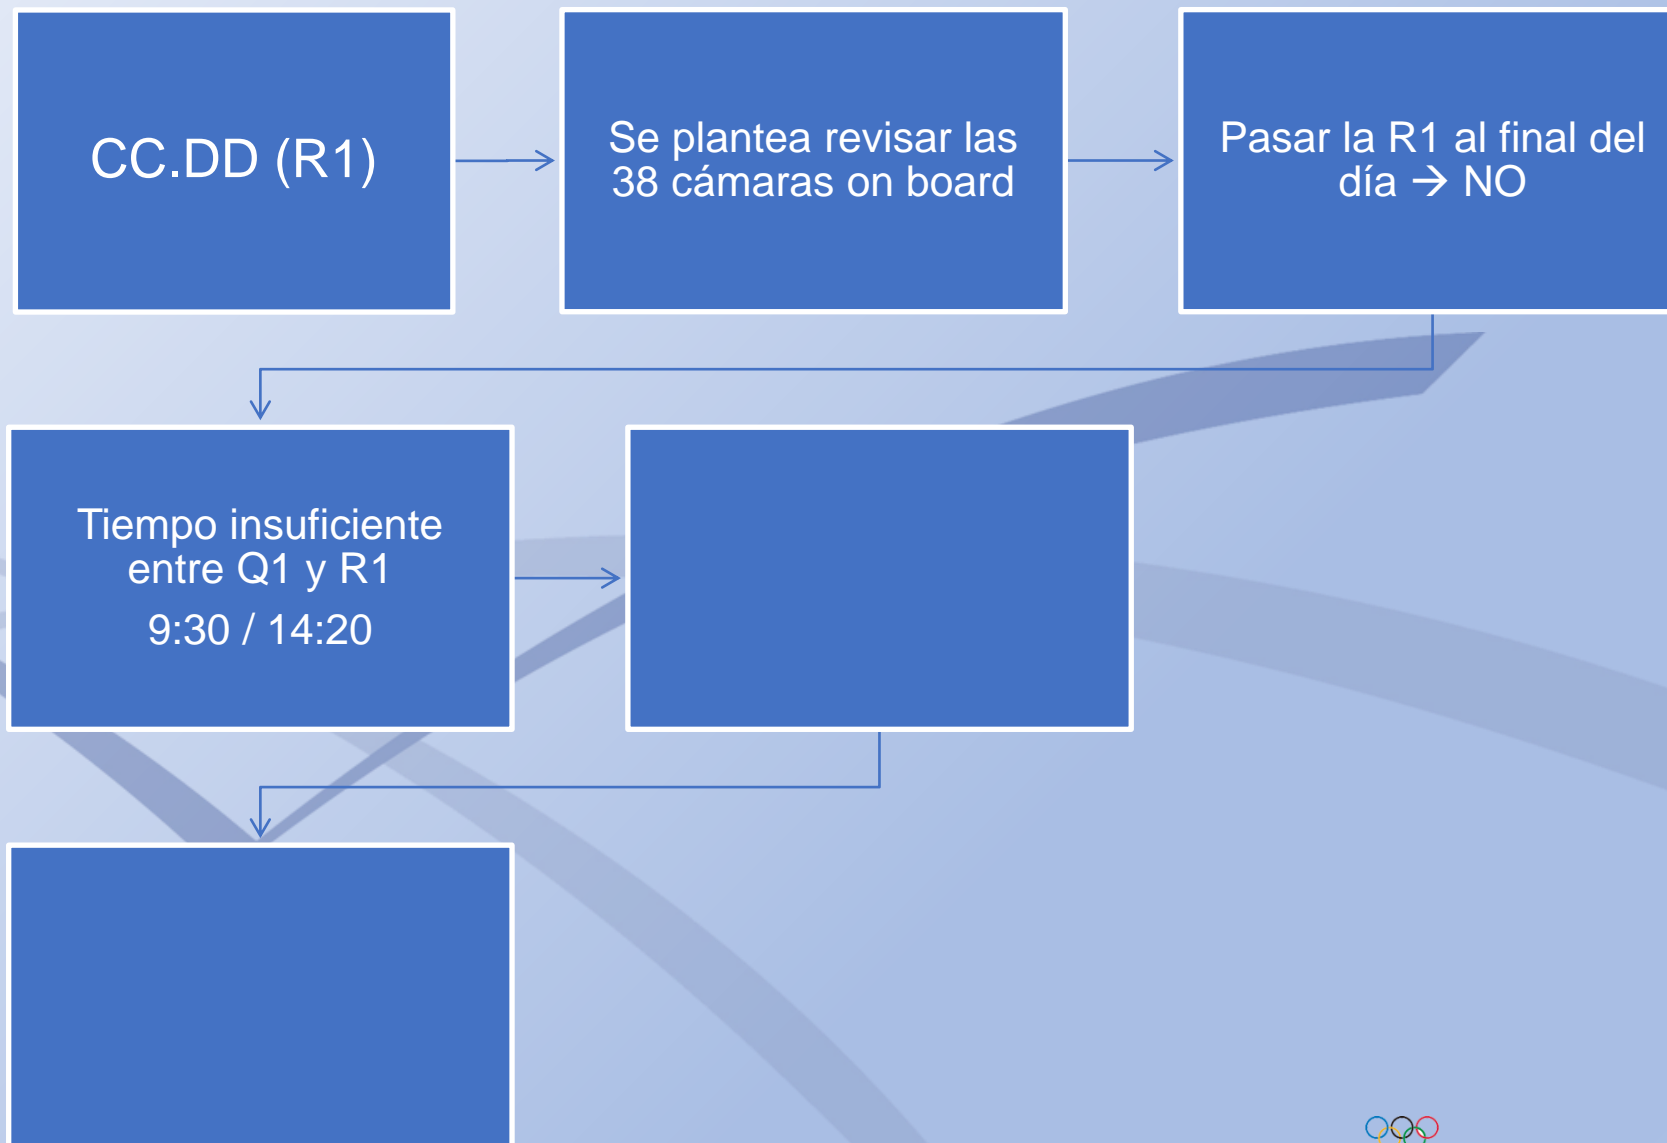 CC.DD (R1)
Se plantea revisar las
38 cámaras on board
Pasar la R1 al final del
día → NO
Tiempo insuficiente
entre Q1 y R1
9:30 / 14:20